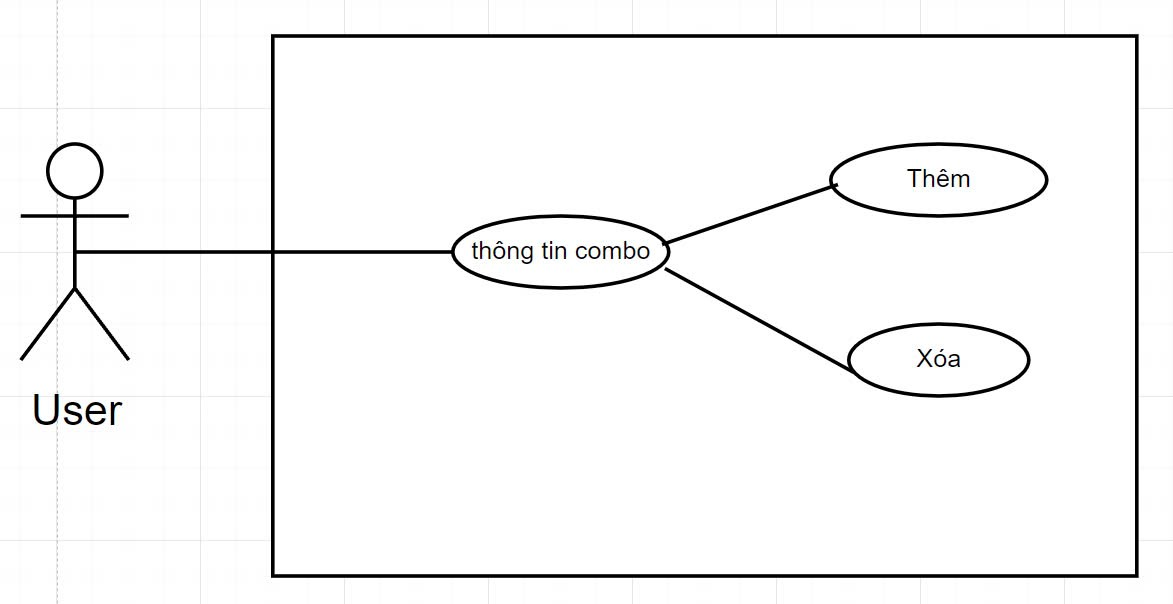 Thêm
thông tin combo
Xóa
User